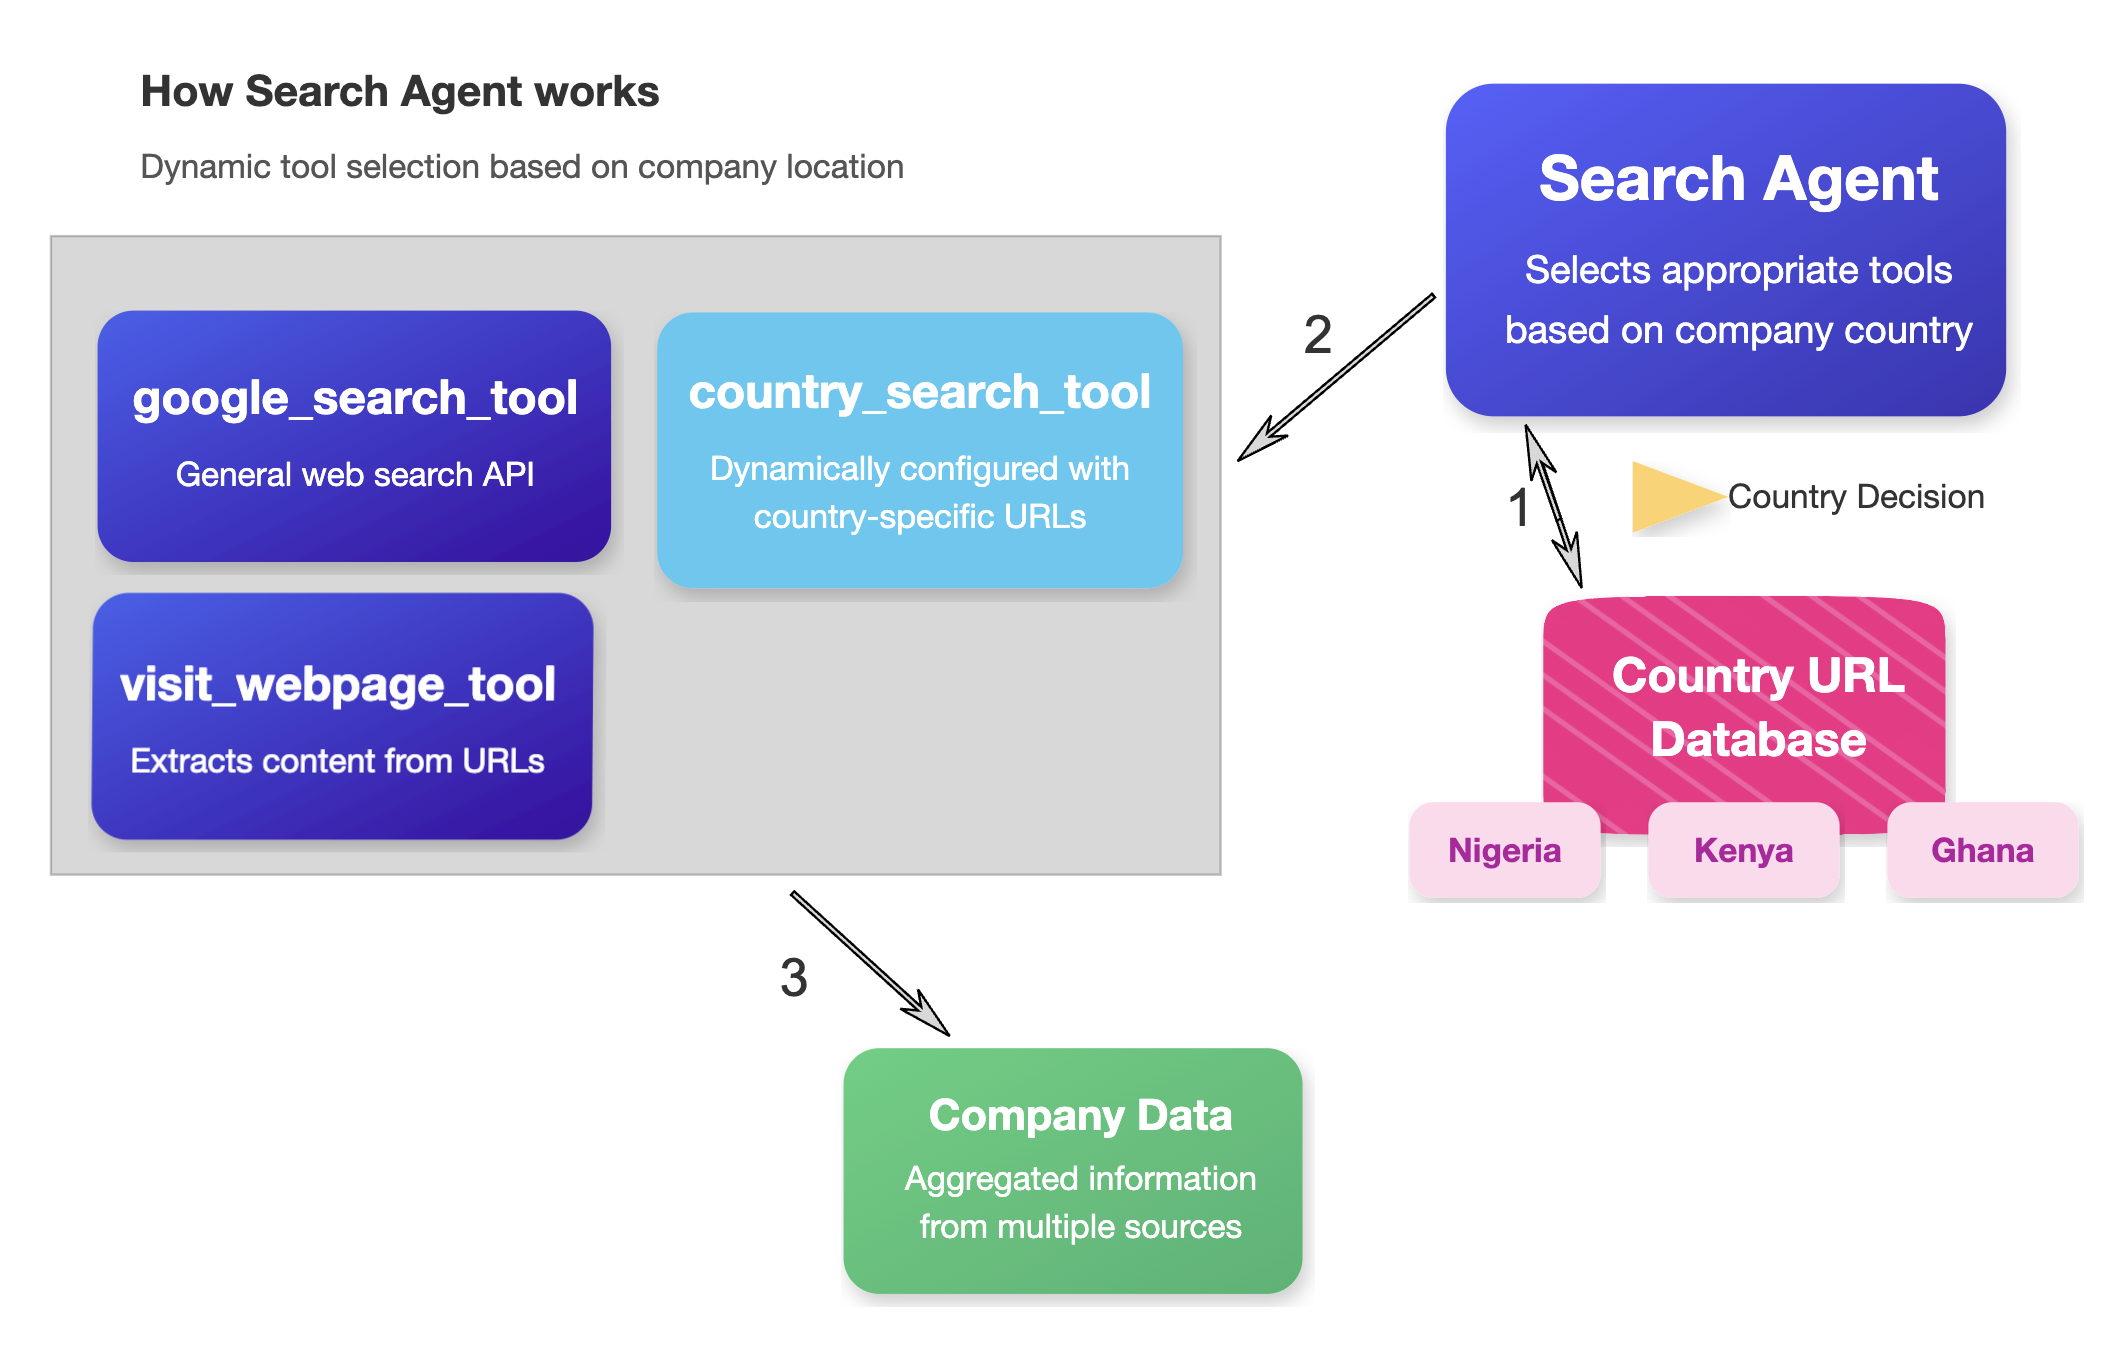 How Search Agent works
Dynamic tool selection based on company location
Search Agent
Selects appropriate tools
based on company country
google_search_tool
General web search API
country_search_tool
Dynamically configured with
country-specific URLs
2
1
Country Decision
visit_webpage_tool
Extracts content from URLs
Country URL
Database
Nigeria
Kenya
Ghana
3
Company Data
Aggregated information
from multiple sources